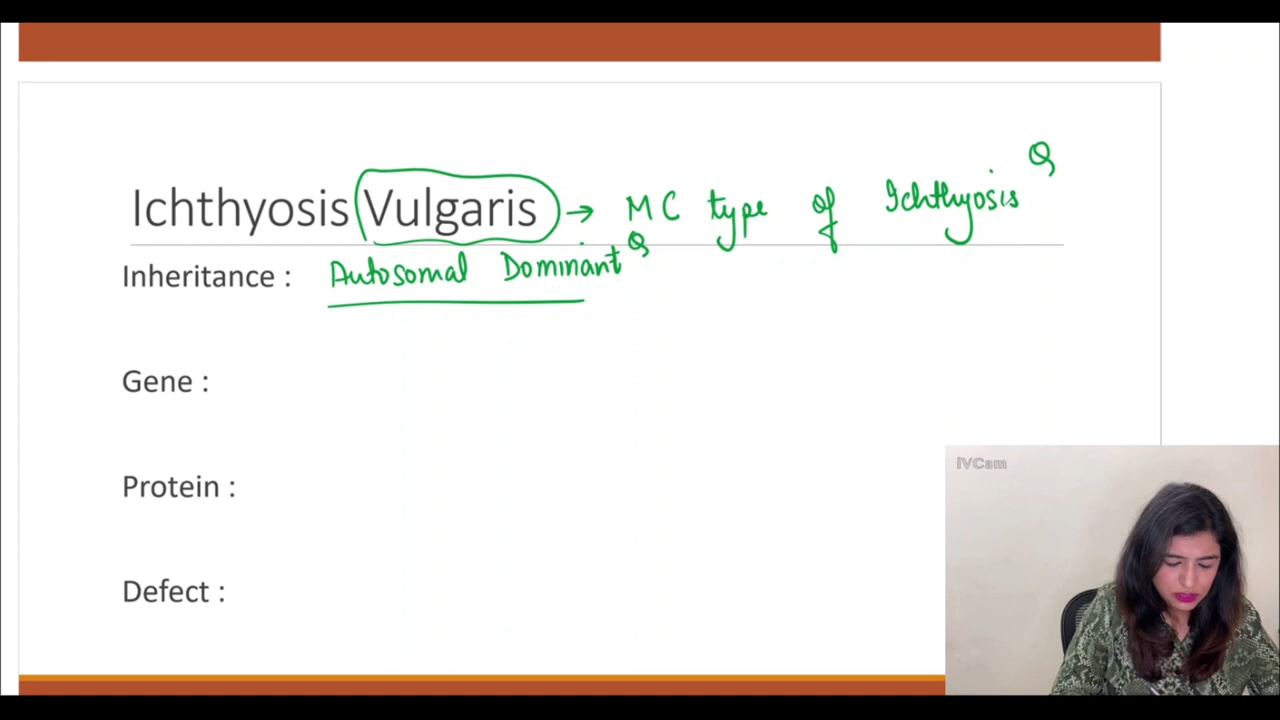 Q
Ichthyosis Vulgaris → MC type of Ichthyosis
Inheritance : Autosomal Dominant Q
Gene :
Protein :
Defect :
iVCam